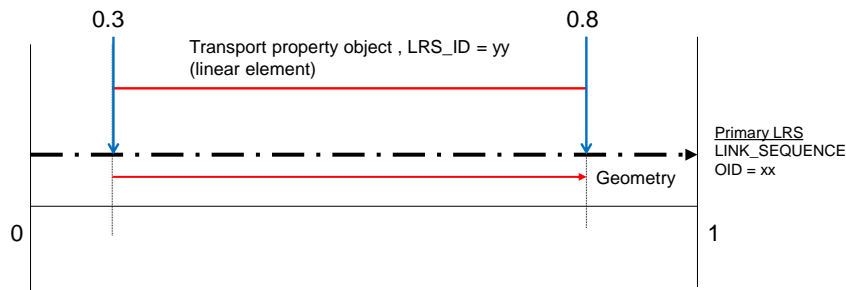 0.3
0.8
Transport property object , LRS_ID = yy
(linear element)
Primary LRS
LINK_SEQUENCE
OID = xx
Geometry
0
1